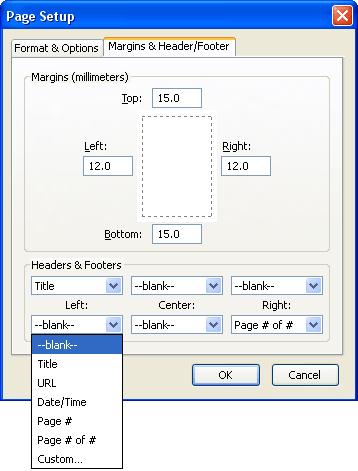 Page Setup
Format & Options
Margins & Header/Footer
Margins (millimeters)
Top: 15.0
Left:
Right:
12.0
12.0
Bottom: 15.0
Headers & Footers
Title
--blank--
--blank--
Left:
Center:
Right:
--blank--
--blank--
Page # of #
--blank--
Title
URL
Date/Time
Page #
Page # of #
Custom...
OK
Cancel